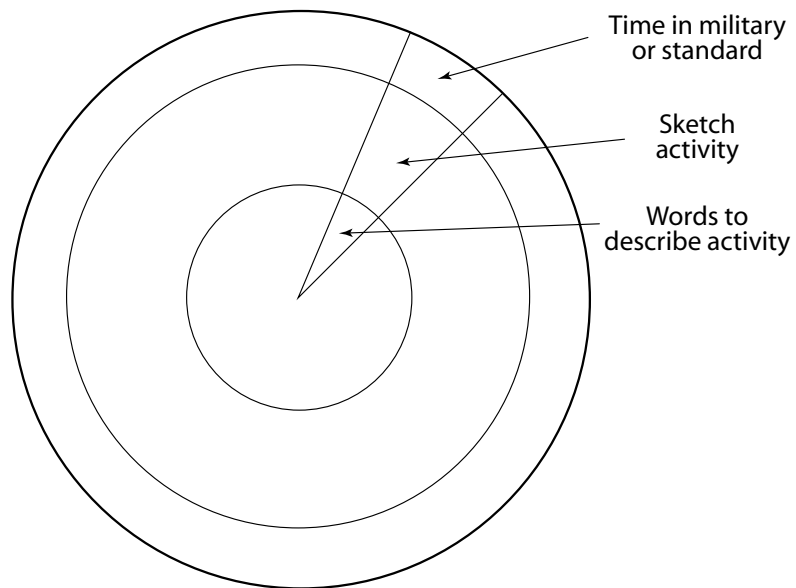 Time in military
or standard
Sketch
activity
Words to
describe activity